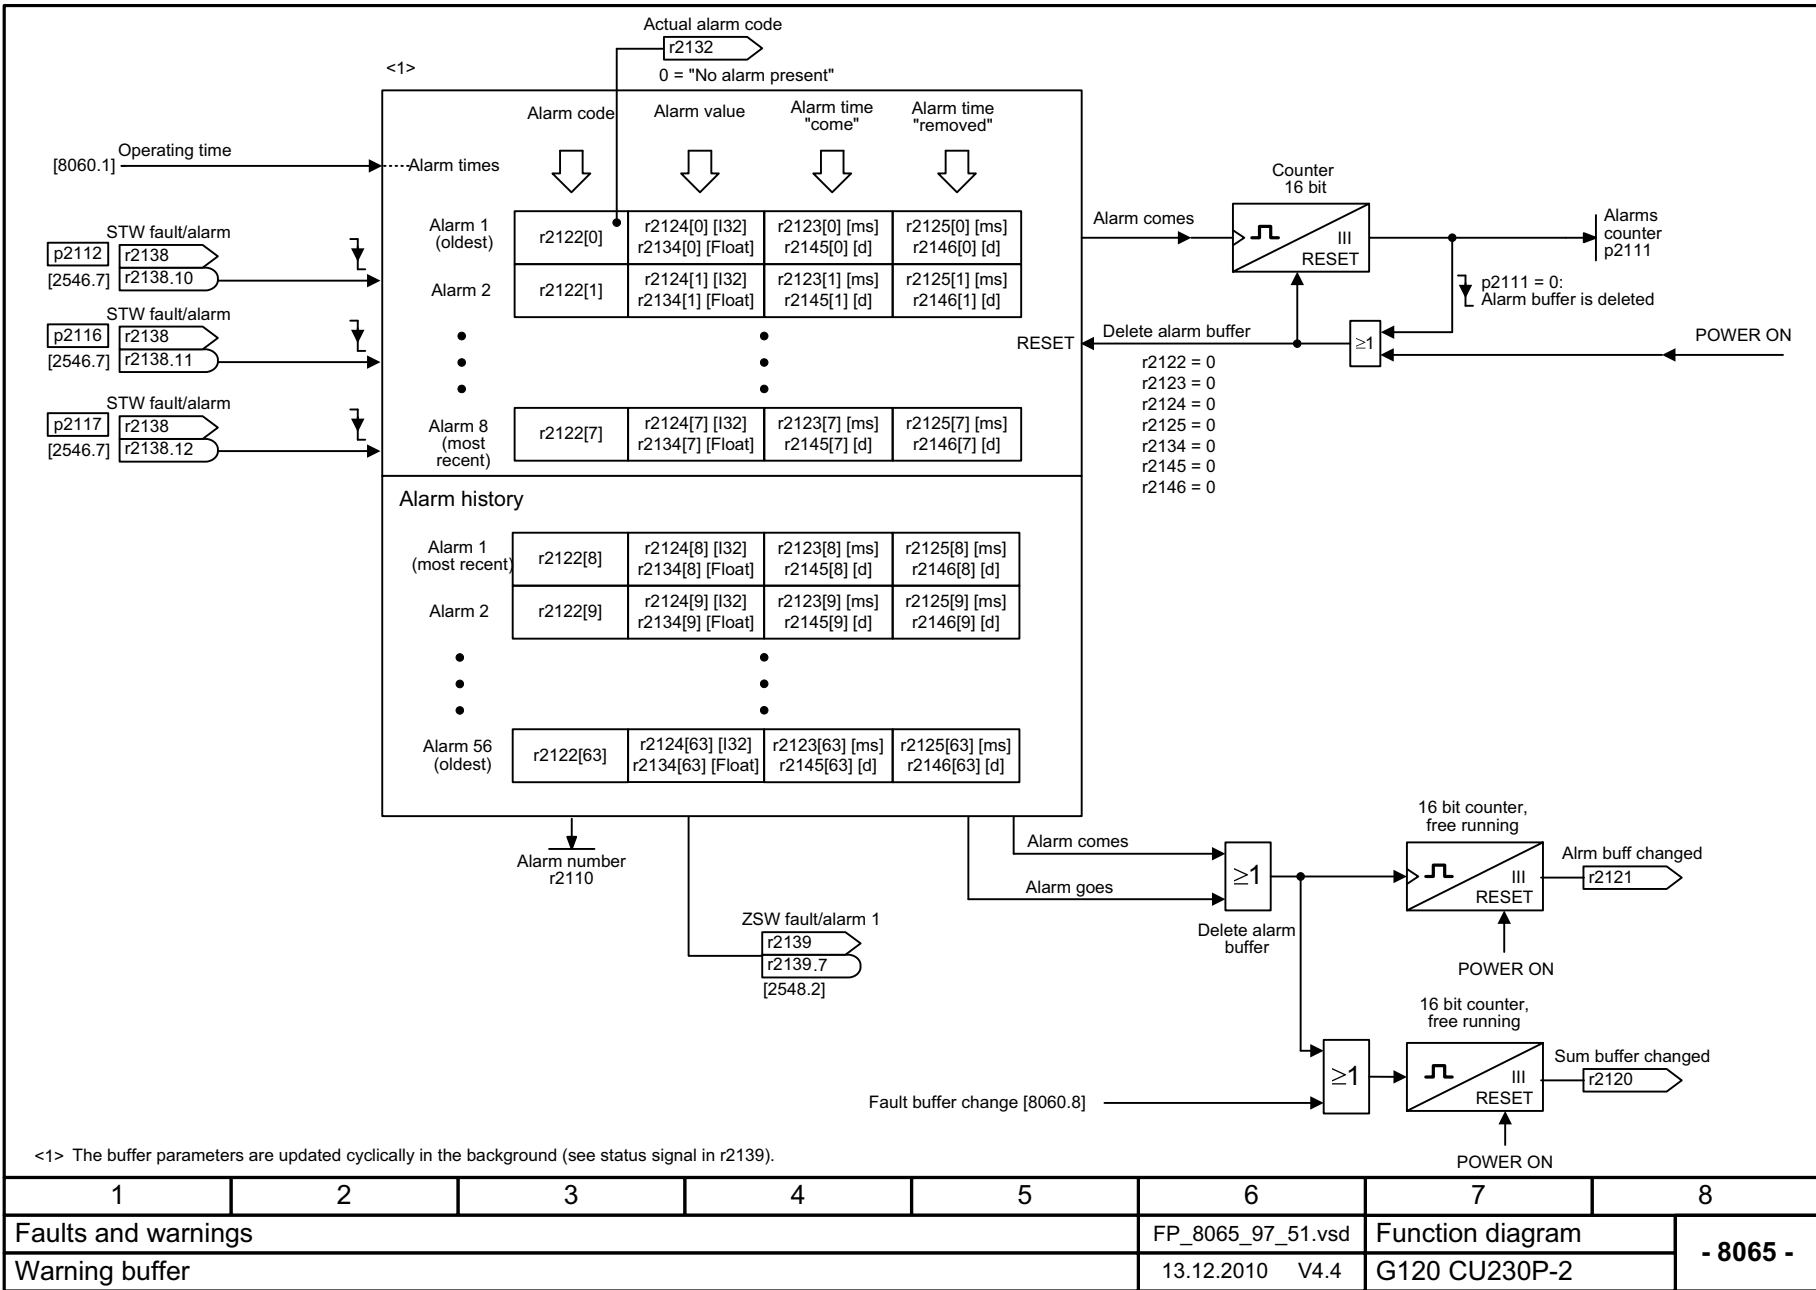 Actual alarm code
r2132
0 = "No alarm present"
<1>
Alarm code
Alarm value
Alarm time
"come"
Alarm time
"removed"
Operating time
[8060.1]
Alarm times
Alarm 1
(oldest)
r2122[0]
r2124[0] [I32]
r2134[0] [Float]
r2123[0] [ms]
r2145[0] [d]
r2125[0] [ms]
r2146[0] [d]
Alarm 2
r2122[1]
r2124[1] [I32]
r2134[1] [Float]
r2123[1] [ms]
r2145[1] [d]
r2125[1] [ms]
r2146[1] [d]
Alarm 8
(most
recent)
r2122[7]
r2124[7] [I32]
r2134[7] [Float]
r2123[7] [ms]
r2145[7] [d]
r2125[7] [ms]
r2146[7] [d]
STW fault/alarm
p2112
r2138
[2546.7]
r2138.10
STW fault/alarm
p2116
r2138
[2546.7]
r2138.11
STW fault/alarm
p2117
r2138
[2546.7]
r2138.12
RESET
Alarm comes
Counter
16 bit
III
RESET
Alarms
counter
p2111
p2111 = 0:
Alarm buffer is deleted
Delete alarm buffer
≥1
POWER ON
r2122 = 0
r2123 = 0
r2124 = 0
r2125 = 0
r2134 = 0
r2145 = 0
r2146 = 0
Alarm history
Alarm 1
(most recent)
r2122[8]
r2124[8] [I32]
r2134[8] [Float]
r2123[8] [ms]
r2145[8] [d]
r2125[8] [ms]
r2146[8] [d]
Alarm 2
r2122[9]
r2124[9] [I32]
r2134[9] [Float]
r2123[9] [ms]
r2145[9] [d]
r2125[9] [ms]
r2146[9] [d]
Alarm 56
(oldest)
r2122[63]
r2124[63] [I32]
r2134[63] [Float]
r2123[63] [ms]
r2145[63] [d]
r2125[63] [ms]
r2146[63] [d]
Alarm number
r2110
ZSW fault/alarm 1
r2139
r2139.7
[2548.2]
Alarm comes
Alarm goes
≥1
Delete alarm
buffer
16 bit counter,
free running
III
RESET
POWER ON
Alrm buff changed
r2121
16 bit counter,
free running
≥1
III
RESET
POWER ON
Sum buffer changed
r2120
Fault buffer change [8060.8]
<1> The buffer parameters are updated cyclically in the background (see status signal in r2139).
1 2 3 4 5 6 7 8
Faults and warnings
FP_8065_97_51.vsd
Function diagram
- 8065 -
Warning buffer
13.12.2010 V4.4
G120 CU230P-2